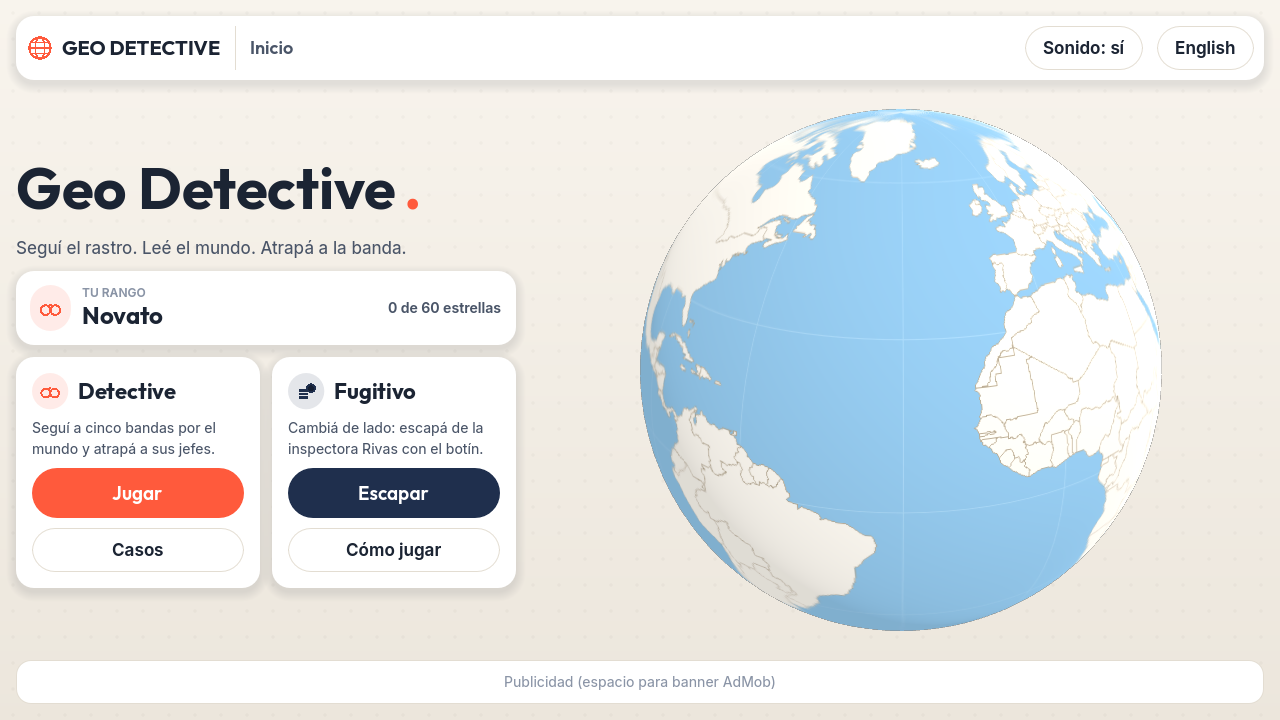 GEO DETECTIVE
Inicio
Sonido: sí
English
Geo Detective.
Seguí el rastro. Leé el mundo. Atrapá a la banda.
TU RANGO
Novato
0 de 60 estrellas
Detective
Seguí a cinco bandas por el
mundo y atrapá a sus jefes.
Jugar
Casos
Fugitivo
Cambiá de lado: escapá de la
inspectora Rivas con el botín.
Escapar
Cómo jugar
Publicidad (espacio para banner AdMob)